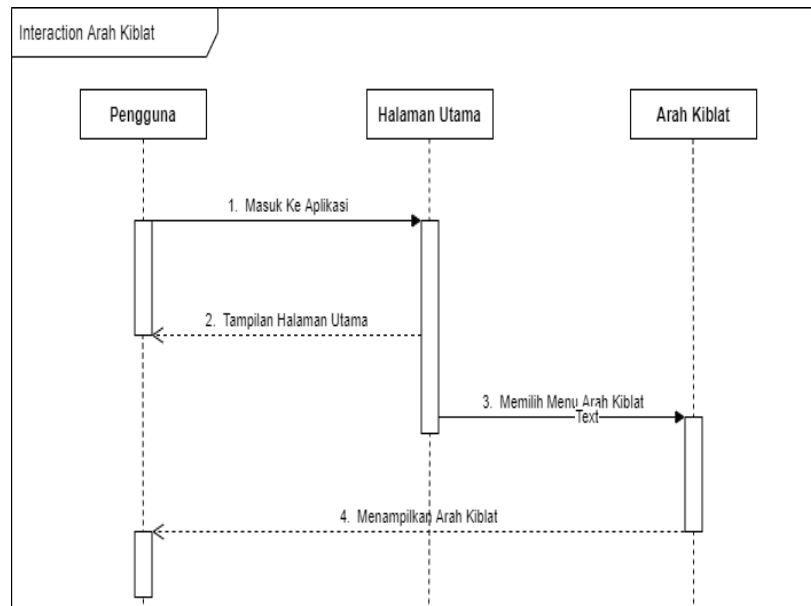 Interaction Arah Kiblat
Pengguna
Halaman Utama
Arah Kiblat
1. Masuk Ke Aplikasi
2. Tampilan Halaman Utama
3. Memilih Menu Arah Kiblat
Text
4. Menampilkan Arah Kiblat